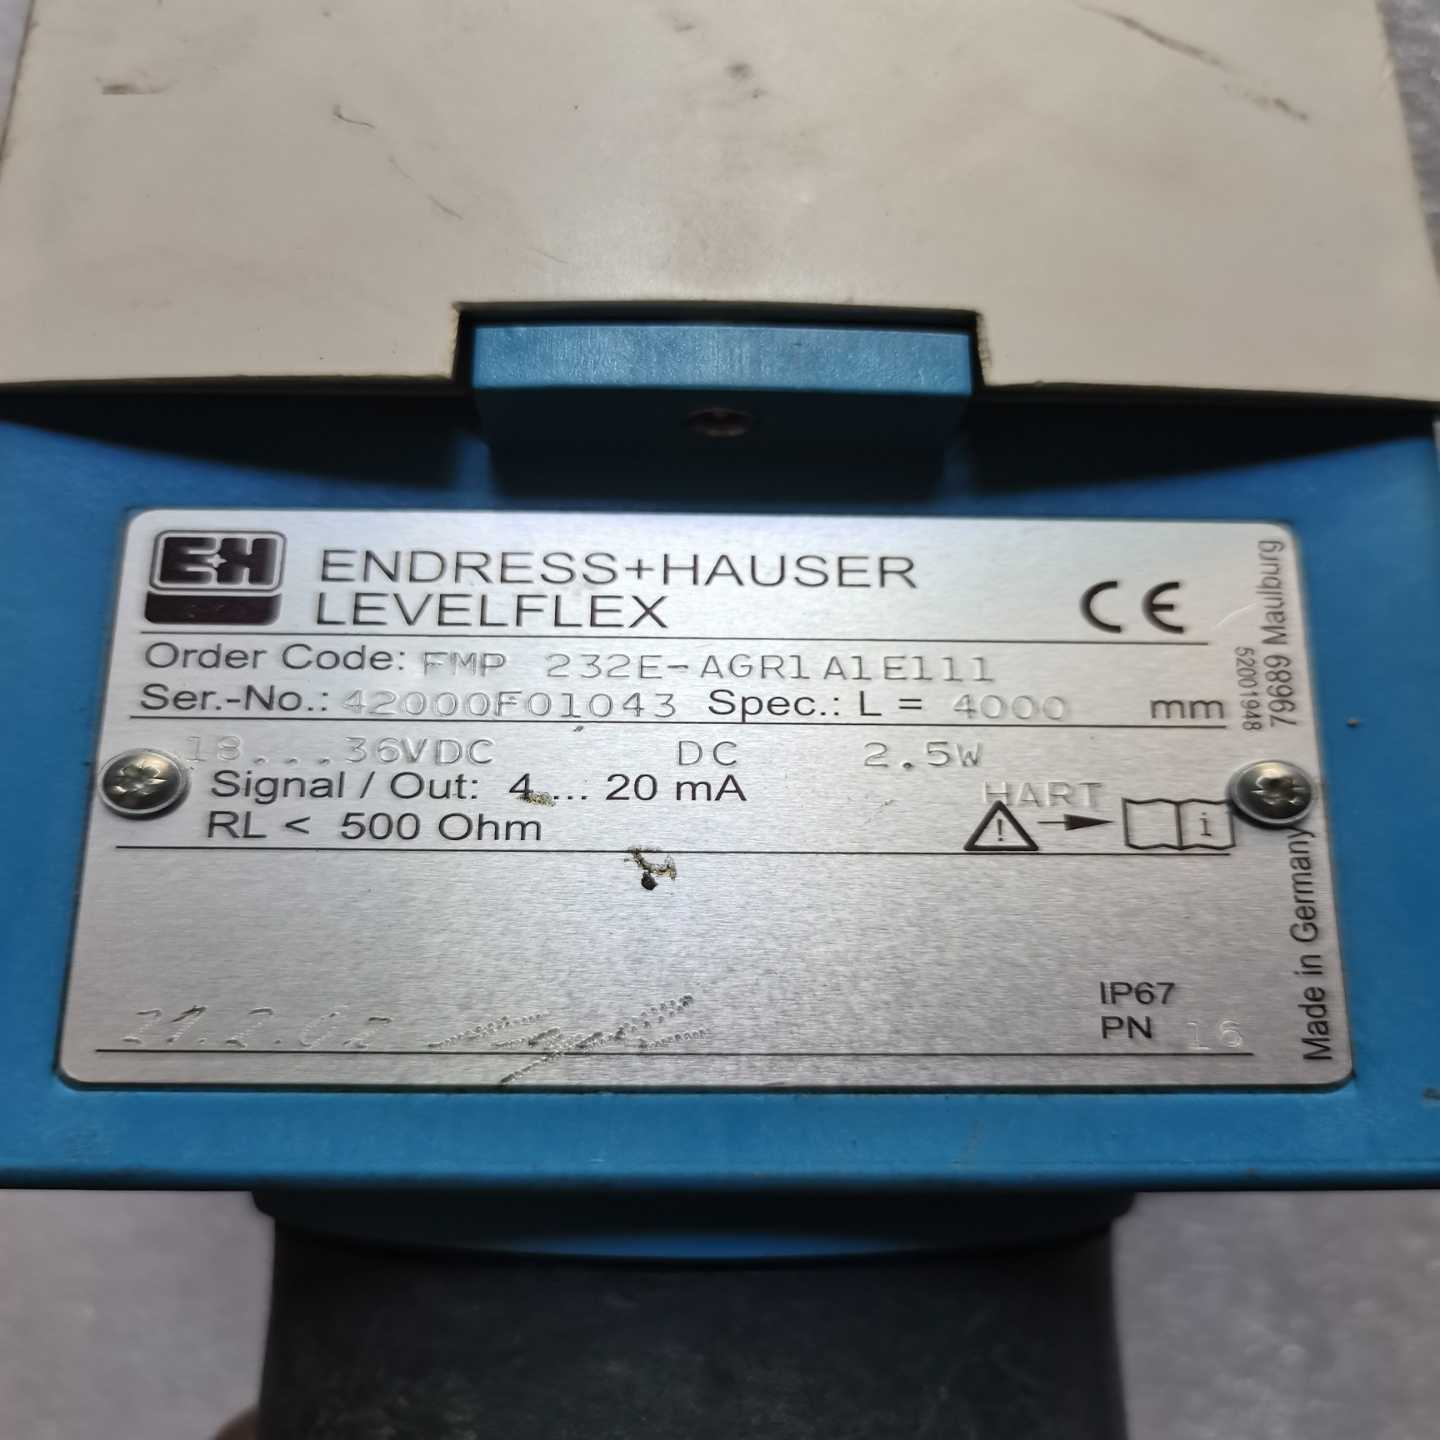 E+H
ENDRESS+HAUSER
LEVELFLEX
CE
Order Code: FMP 232E-AGR1A1E111
Ser.-No.: 42000F01043 Spec.: L = 4000 mm
18...36VDC DC 2.5W
Signal / Out: 4 ... 20 mA
HART
RL < 500 Ohm
i
IP67
PN 16
52001948
79689 Maulburg
Made in Germany